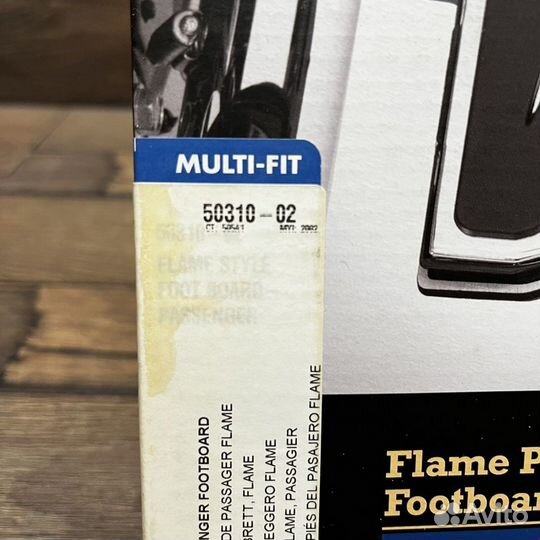 MULTI-FIT
50310-02
50310
FLAME STYLE
FOOT BOARD-
PASSENGER
NGER FOOTBOARD
DE PASSAGER FLAME
BRETT, FLAME
EGGERO FLAME
LAME, PASSAGIER
PIÉS DEL PASAJERO FLAME
Flame P
Footboar
Avito